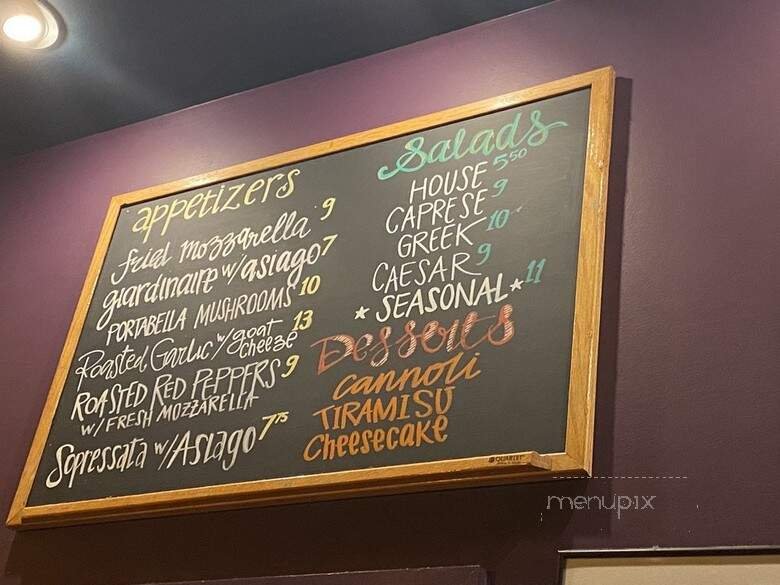 appetizers
fried mozzarella 9
giardinaire w/ asiago 7
PORTABELLA MUSHROOMS 10
Roasted Garlic w/ goat cheeze 13
ROASTED RED PEPPERS 9
W/ FRESH MOZZARELLA
Sopressata w/ Asiago 7.75
Salads
HOUSE 5.50
CAPRESE 9
GREEK 10
CAESAR 9
*SEASONAL* 11
Desserts
cannoli
TIRAMISU
Cheesecake
QUARTET
menupix